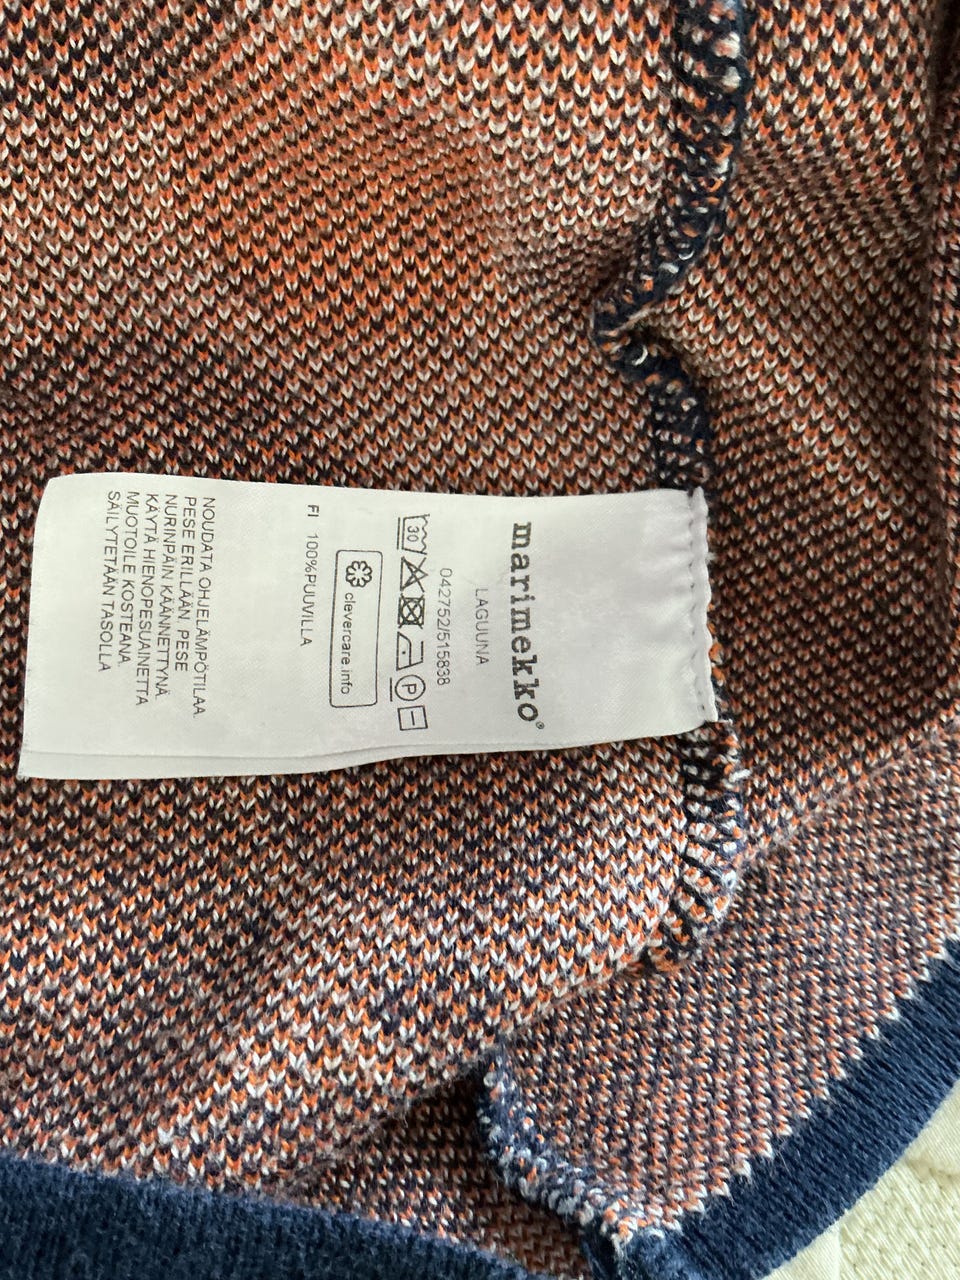 marimekko®
LAGUUNA
042752/515838
30 P
clevercare.info
FI 100%PUUVILLA
NOUDATA OHJELÄMPÖTILAA.
PESE ERILLÄÄN. PESE
NURINPÄIN KÄÄNNETTYNÄ.
KÄYTÄ HIENOPESUAINETTA
MUOTOILE KOSTEANA,
SÄILYTETÄÄN TASOLLA